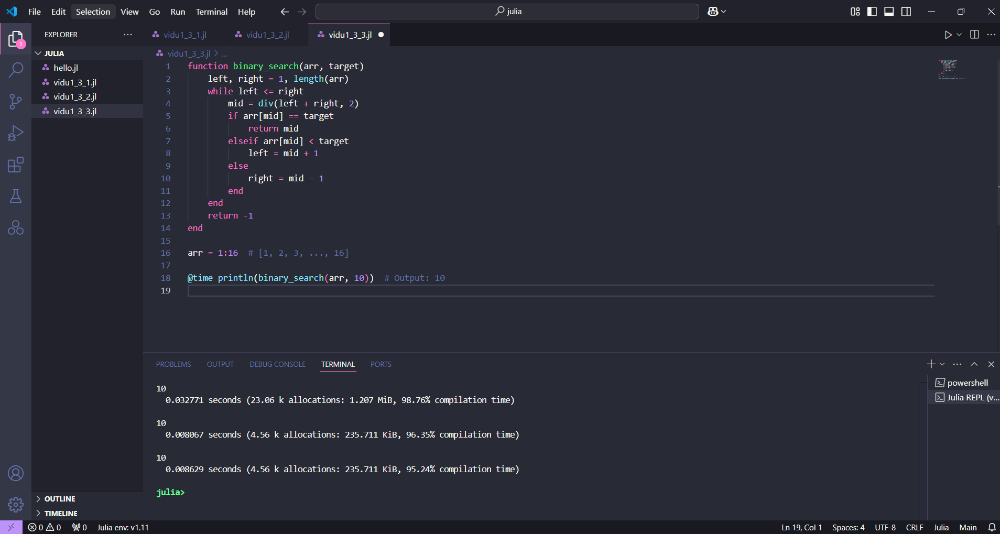 File Edit Selection View Go Run Terminal Help
julia
EXPLORER
vidu1_3_1.jl
vidu1_3_2.jl
vidu1_3_3.jl
1
JULIA
hello.jl
vidu1_3_1.jl
vidu1_3_2.jl
vidu1_3_3.jl
vidu1_3_3.jl > ...
1 function binary_search(arr, target)
2 left, right = 1, length(arr)
3 while left <= right
4 mid = div(left + right, 2)
5 if arr[mid] == target
6 return mid
7 elseif arr[mid] < target
8 left = mid + 1
9 else
10 right = mid - 1
11 end
12 end
13 return -1
14 end
15
16 arr = 1:16  # [1, 2, 3, ..., 16]
17
18 @time println(binary_search(arr, 10))  # Output: 10
19
PROBLEMS OUTPUT DEBUG CONSOLE TERMINAL PORTS
10
0.032771 seconds (23.06 k allocations: 1.207 MiB, 98.76% compilation time)
10
0.008067 seconds (4.56 k allocations: 235.711 KiB, 96.35% compilation time)
10
0.008629 seconds (4.56 k allocations: 235.711 KiB, 95.24% compilation time)
julia>
powershell
Julia REPL (v...
OUTLINE
TIMELINE
0 0 0 Julia env: v1.11
Ln 19, Col 1 Spaces: 4 UTF-8 CRLF Julia Main